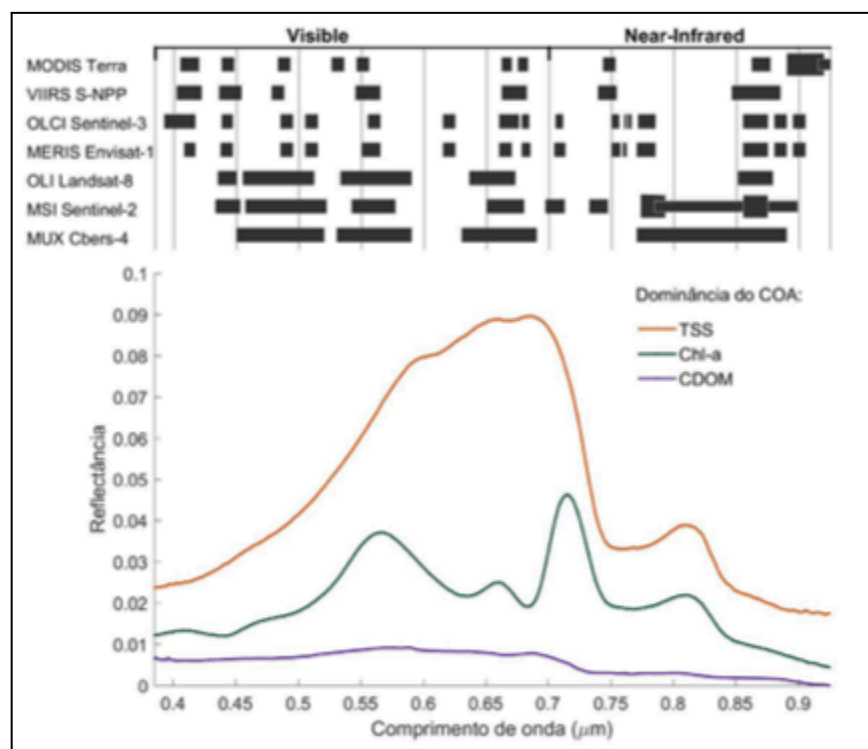 Visible Near-Infrared
MODIS Terra
VIIRS S-NPP
OLCI Sentinel-3
MERIS Envisat-1
OLI Landsat-8
MSI Sentinel-2
MUX Cbers-4
0.1
0.09
0.08
0.07
0.06
0.05
0.04
0.03
0.02
0.01
0
Reflectância
Dominância do COA:
TSS
Chl-a
CDOM
0.4 0.45 0.5 0.55 0.6 0.65 0.7 0.75 0.8 0.85 0.9
Comprimento de onda (μm)